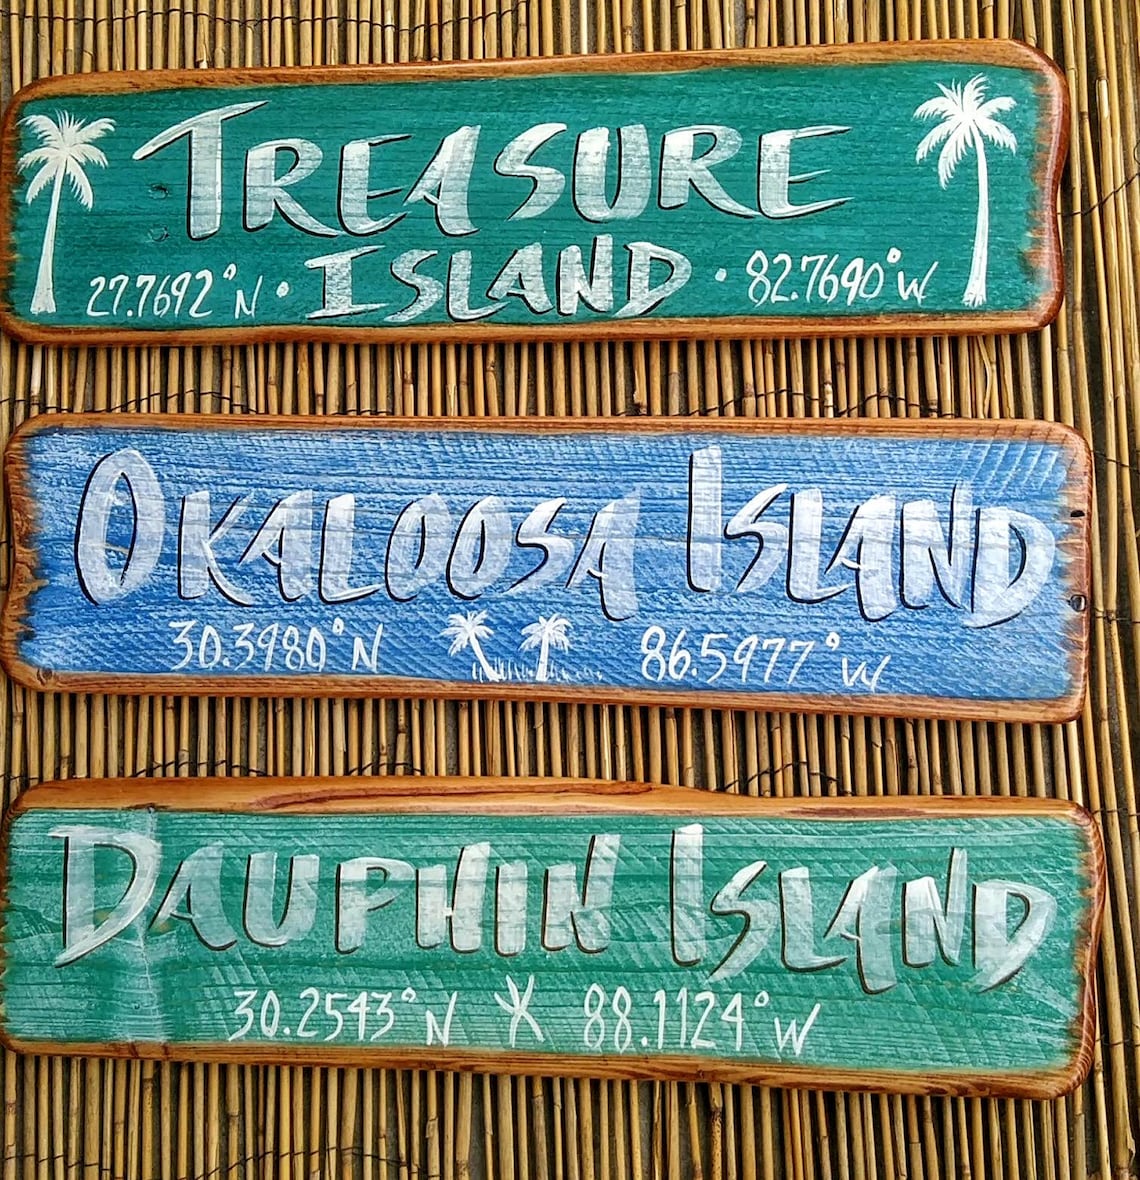 TREASURE
27.7692°N • ISLAND • 82.7690°W
OKALOOSA ISLAND
30.3980°N 86.5977°W
DAUPHIN ISLAND
30.2543°N 88.1124°W